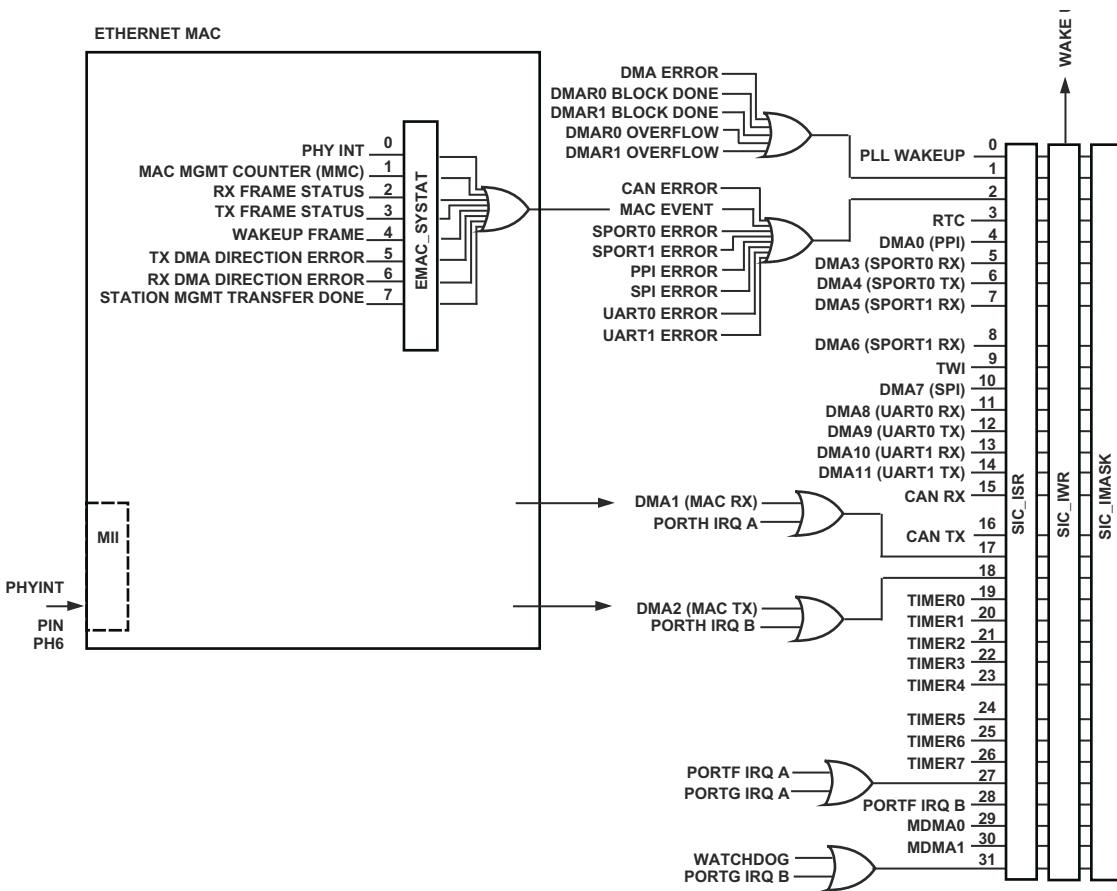 ETHERNET MAC
PHY INT 0
MAC MGMT COUNTER (MMC) 1
RX FRAME STATUS 2
TX FRAME STATUS 3
WAKEUP FRAME 4
TX DMA DIRECTION ERROR 5
RX DMA DIRECTION ERROR 6
STATION MGMT TRANSFER DONE 7
EMAC_SYSTAT
MII
PHYINT
PIN
PH6
DMA ERROR
DMAR0 BLOCK DONE
DMAR1 BLOCK DONE
DMAR0 OVERFLOW
DMAR1 OVERFLOW
CAN ERROR
MAC EVENT
SPORT0 ERROR
SPORT1 ERROR
PPI ERROR
SPI ERROR
UART0 ERROR
UART1 ERROR
DMA1 (MAC RX)
PORTH IRQ A
DMA2 (MAC TX)
PORTH IRQ B
PORTF IRQ A
PORTG IRQ A
WATCHDOG
PORTG IRQ B
PLL WAKEUP 0
1
2
RTC 3
DMA0 (PPI) 4
DMA3 (SPORT0 RX) 5
DMA4 (SPORT0 TX) 6
DMA5 (SPORT1 RX) 7
DMA6 (SPORT1 RX) 8
TWI 9
DMA7 (SPI) 10
DMA8 (UART0 RX) 11
DMA9 (UART0 TX) 12
DMA10 (UART1 RX) 13
DMA11 (UART1 TX) 14
CAN RX 15
CAN TX 16
17
18
TIMER0 19
TIMER1 20
TIMER2 21
TIMER3 22
TIMER4 23
TIMER5 24
TIMER6 25
TIMER7 26
27
PORTF IRQ B 28
MDMA0 29
MDMA1 30
31
SIC_ISR
SIC_IWR
SIC_IMASK
WAKE